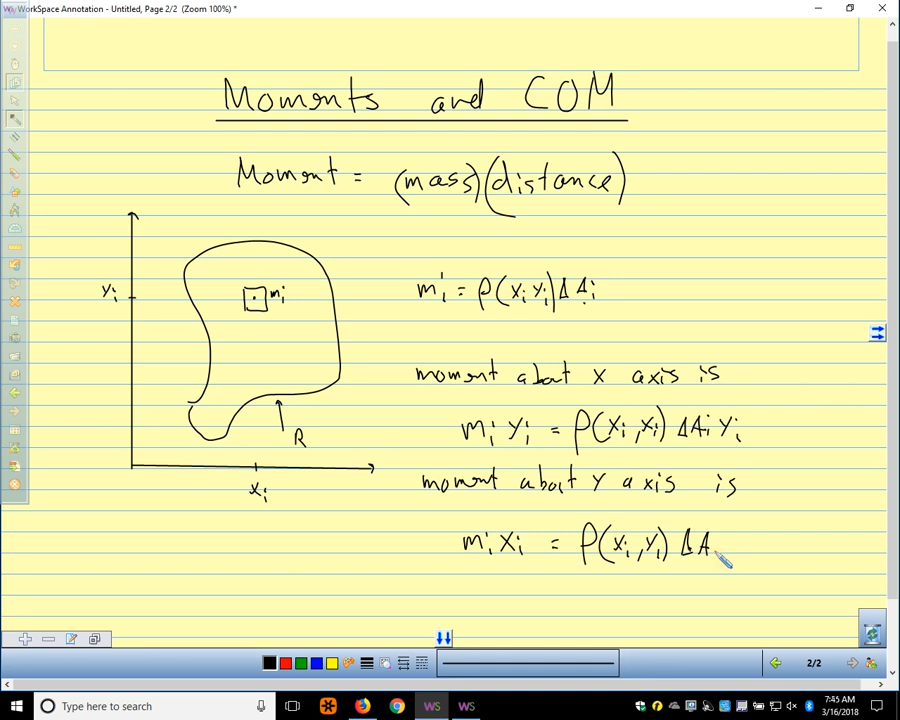 WorkSpace Annotation - Untitled, Page 2/2 (Zoom 100%) *
Moments and COM
Moment = (mass)(distance)
yᵢ
mᵢ
mᵢ = ρ(xᵢ yᵢ)ΔAᵢ
moment about x axis is
mᵢ yᵢ = ρ(xᵢ, xᵢ) ΔAᵢ yᵢ
R
xᵢ
moment about y axis is
mᵢ xᵢ = ρ(xᵢ, yᵢ) ΔA
2/2
Type here to search
WS
WS
7:45 AM
3/16/2018